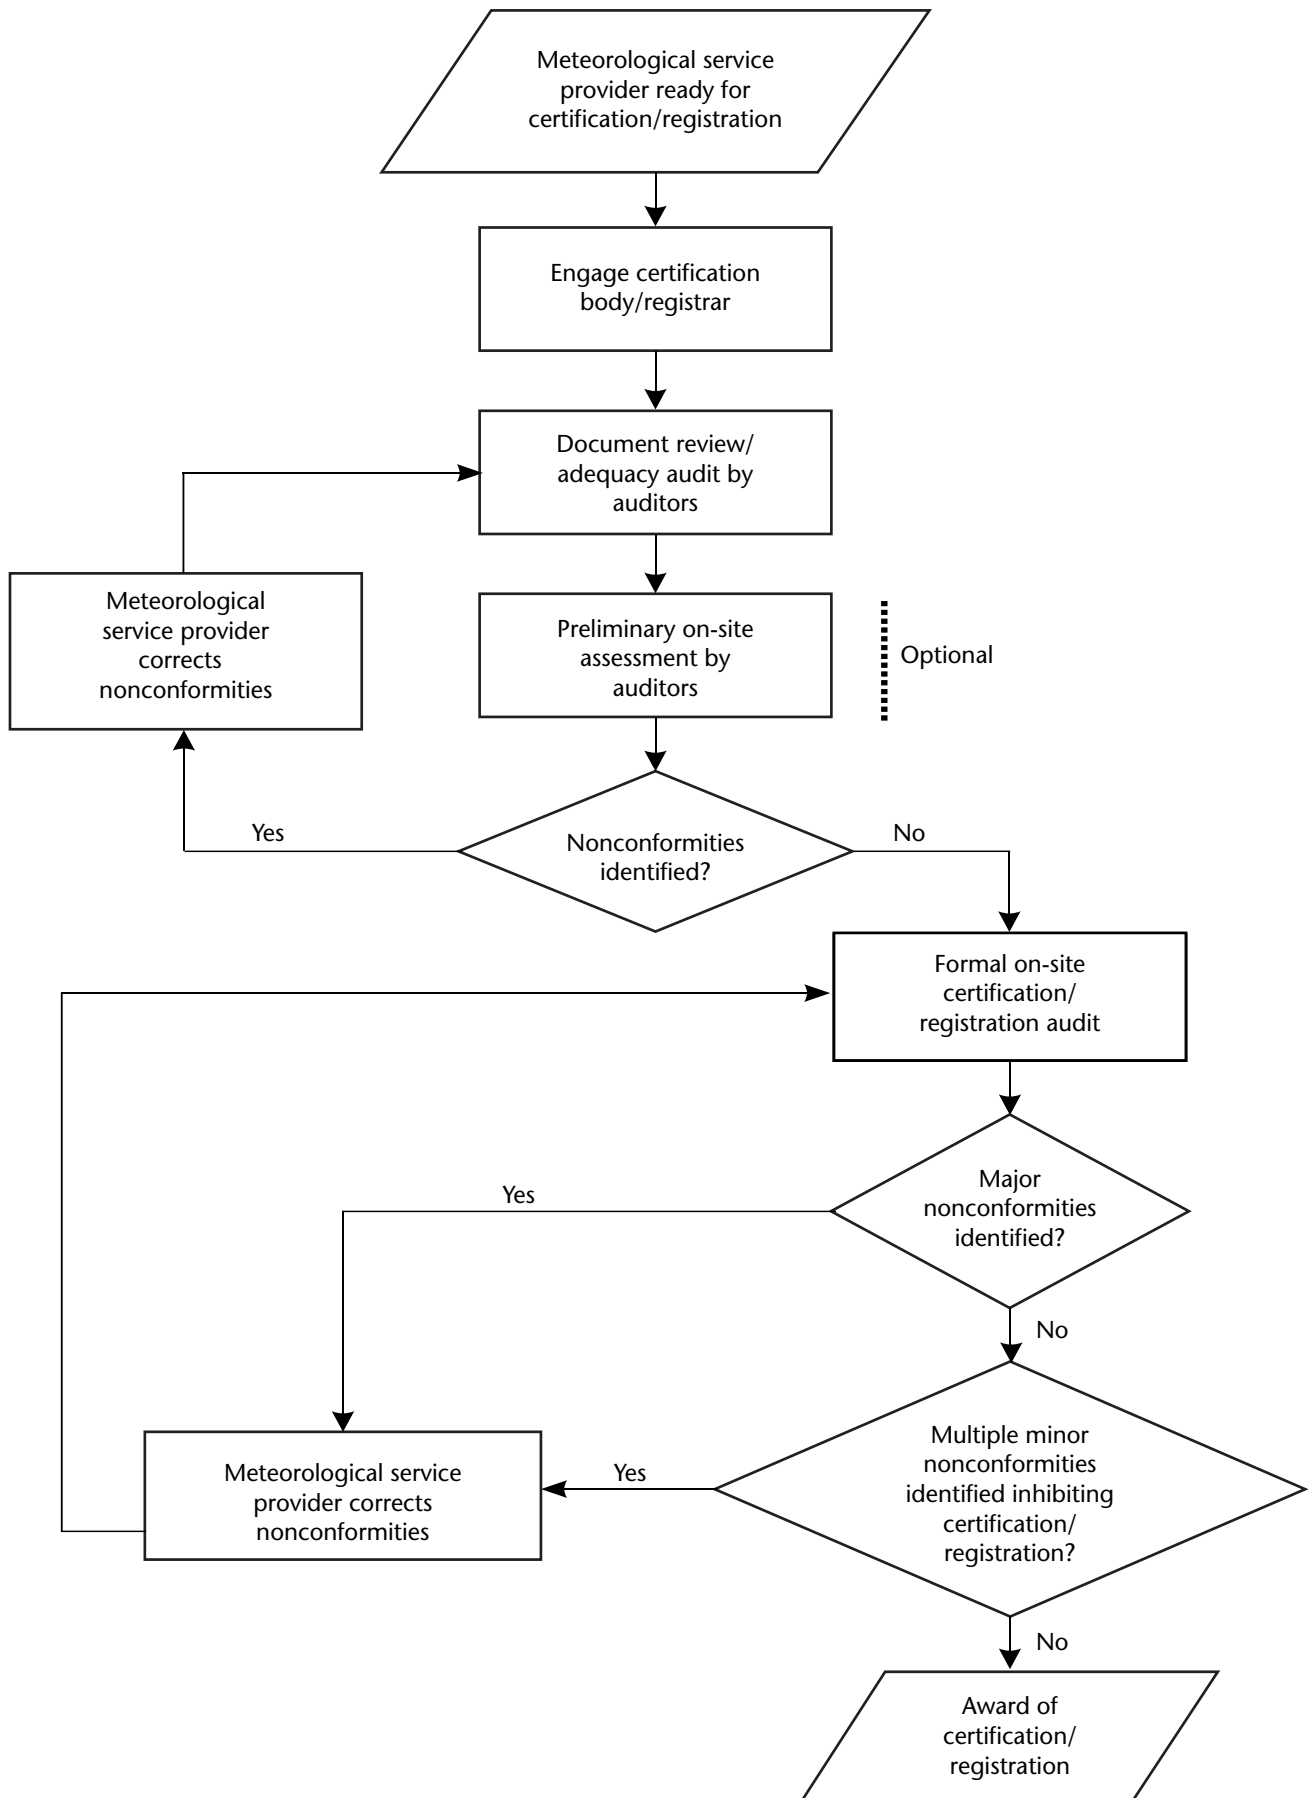 Meteorological service
provider ready for
certification/registration
Engage certification
body/registrar
Document review/
adequacy audit by
auditors
Meteorological
service provider
corrects
nonconformities
Preliminary on-site
assessment by
auditors
Optional
Yes
Nonconformities
identified?
No
Formal on-site
certification/
registration audit
Major
nonconformities
identified?
Yes
No
Multiple minor
nonconformities
identified inhibiting
certification/
registration?
Yes
Meteorological service
provider corrects
nonconformities
No
Award of
certification/
registration